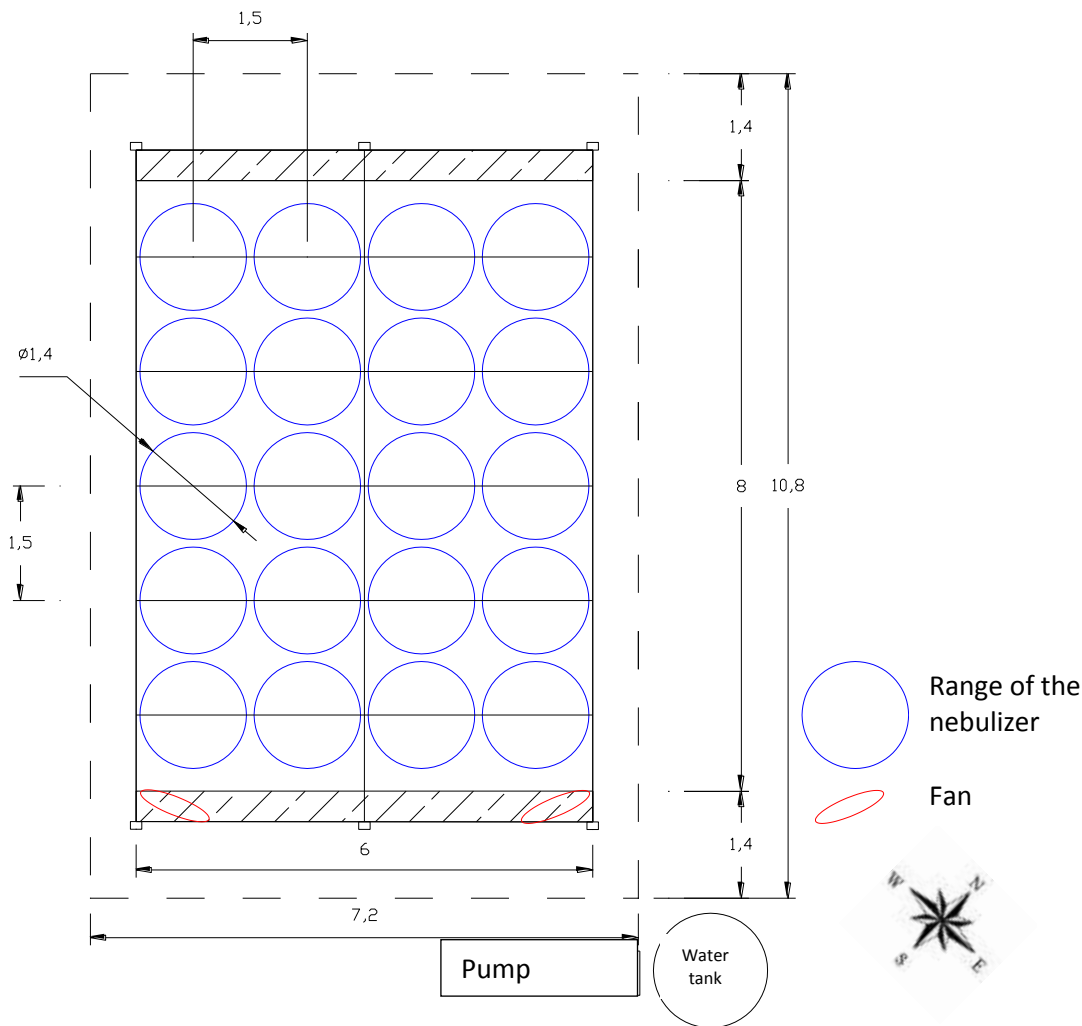 1,5
1,4
Ø1,4
8
10,8
1,5
Range of the
nebulizer
Fan
1,4
6
7,2
Pump
Water
tank
W
N
S
E